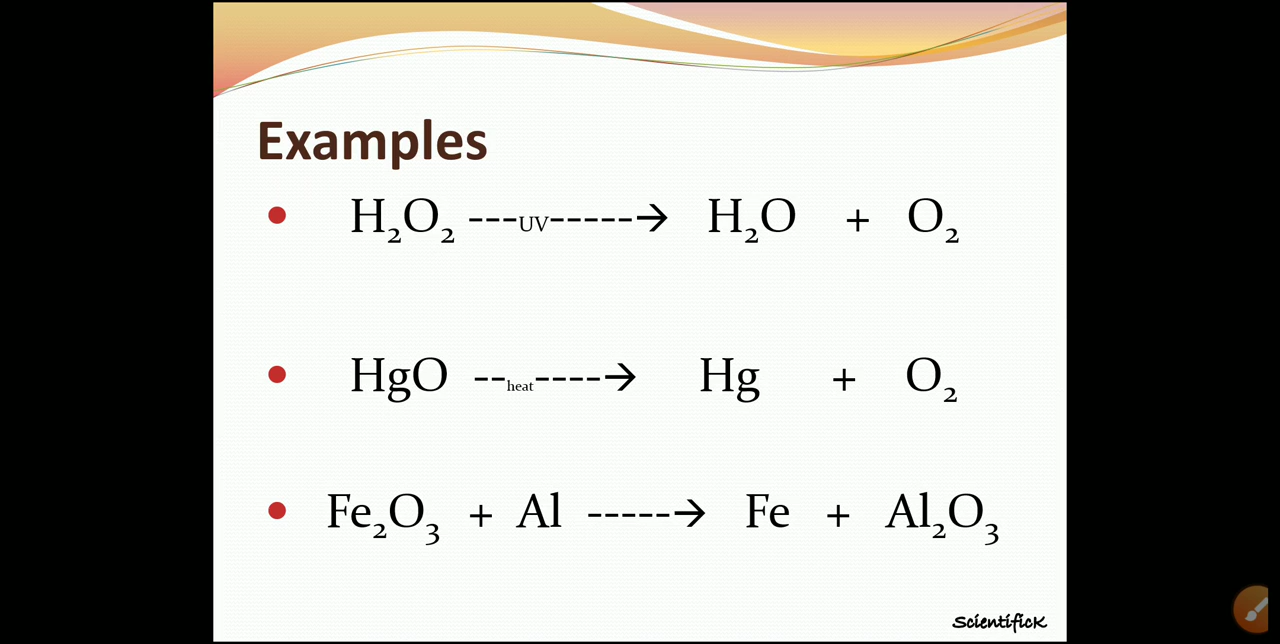 Examples
• H₂O₂ ---UV-----→ H₂O + O₂
• HgO --heat----→ Hg + O₂
• Fe₂O₃ + Al -----→ Fe + Al₂O₃
ScientificK